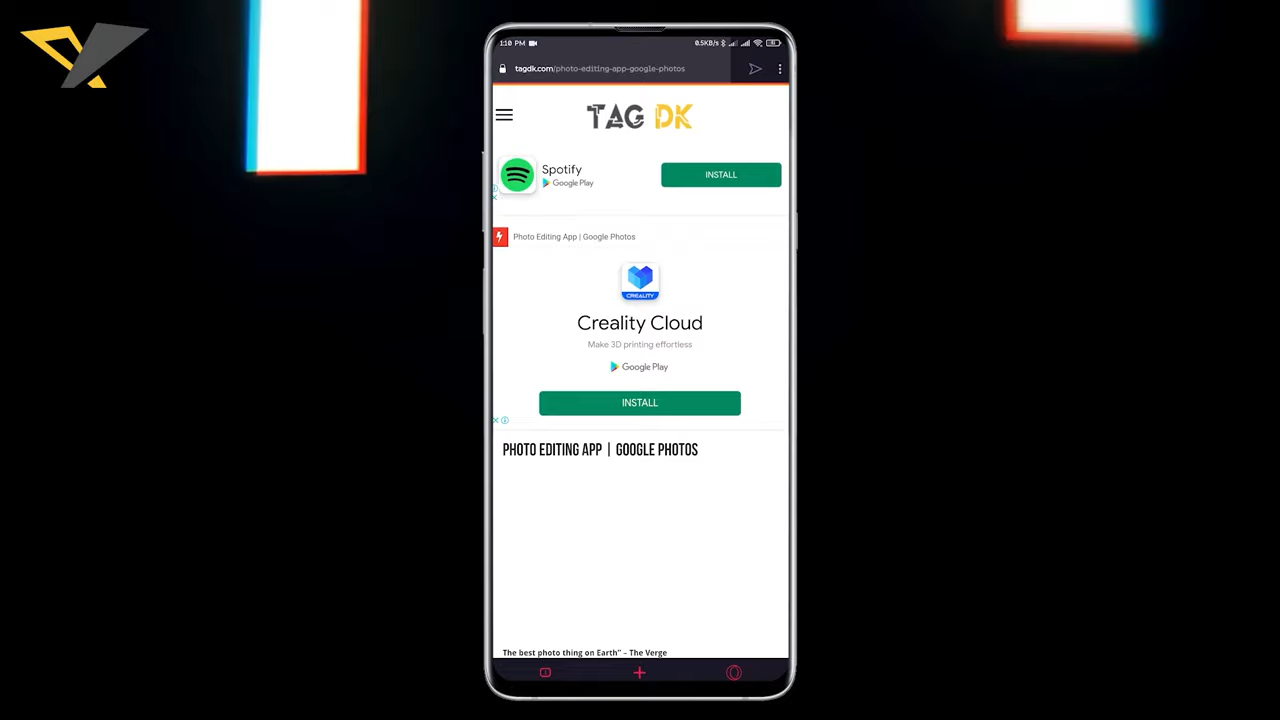 1:10 PM
0.5KB/s
tagdk.com/photo-editing-app-google-photos
TAG DK
Spotify
Google Play
INSTALL
Photo Editing App | Google Photos
CREALITY
Creality Cloud
Make 3D printing effortless
Google Play
INSTALL
PHOTO EDITING APP | GOOGLE PHOTOS
The best photo thing on Earth” – The Verge